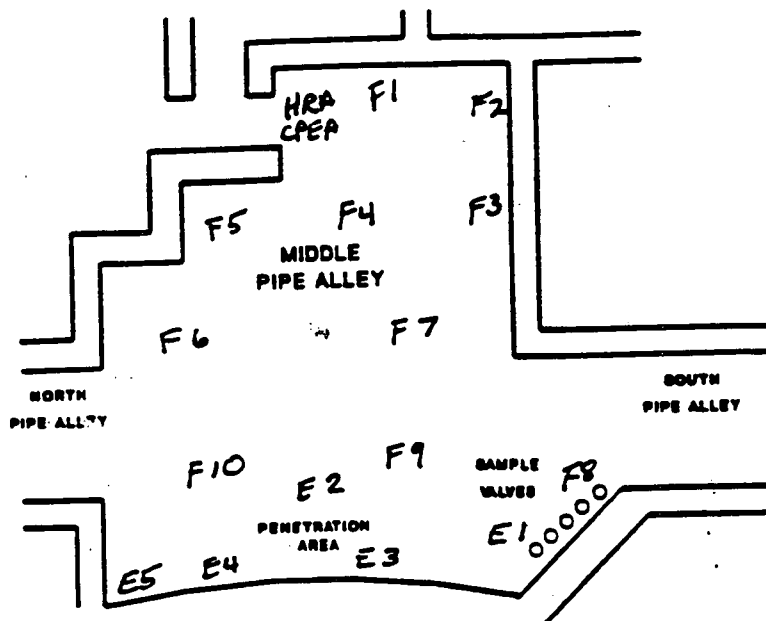 HRA
CPEA
F1
F2
F5
F4
F3
MIDDLE
PIPE ALLEY
F6
F7
NORTH
PIPE ALLEY
SOUTH
PIPE ALLEY
F10
E2
F9
SAMPLE
VALVES
F8
PENETRATION
AREA
E1
E5
E4
E3